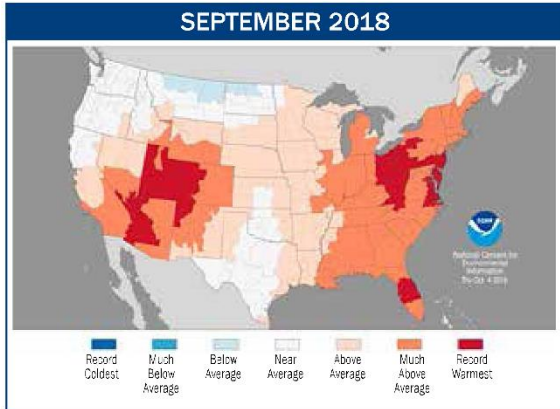 SEPTEMBER 2018
NOAA
National Centers for
Environmental
Information
Thu Oct 4 2018
Record
Coldest
Much
Below
Average
Below
Average
Near
Average
Above
Average
Much
Above
Average
Record
Warmest